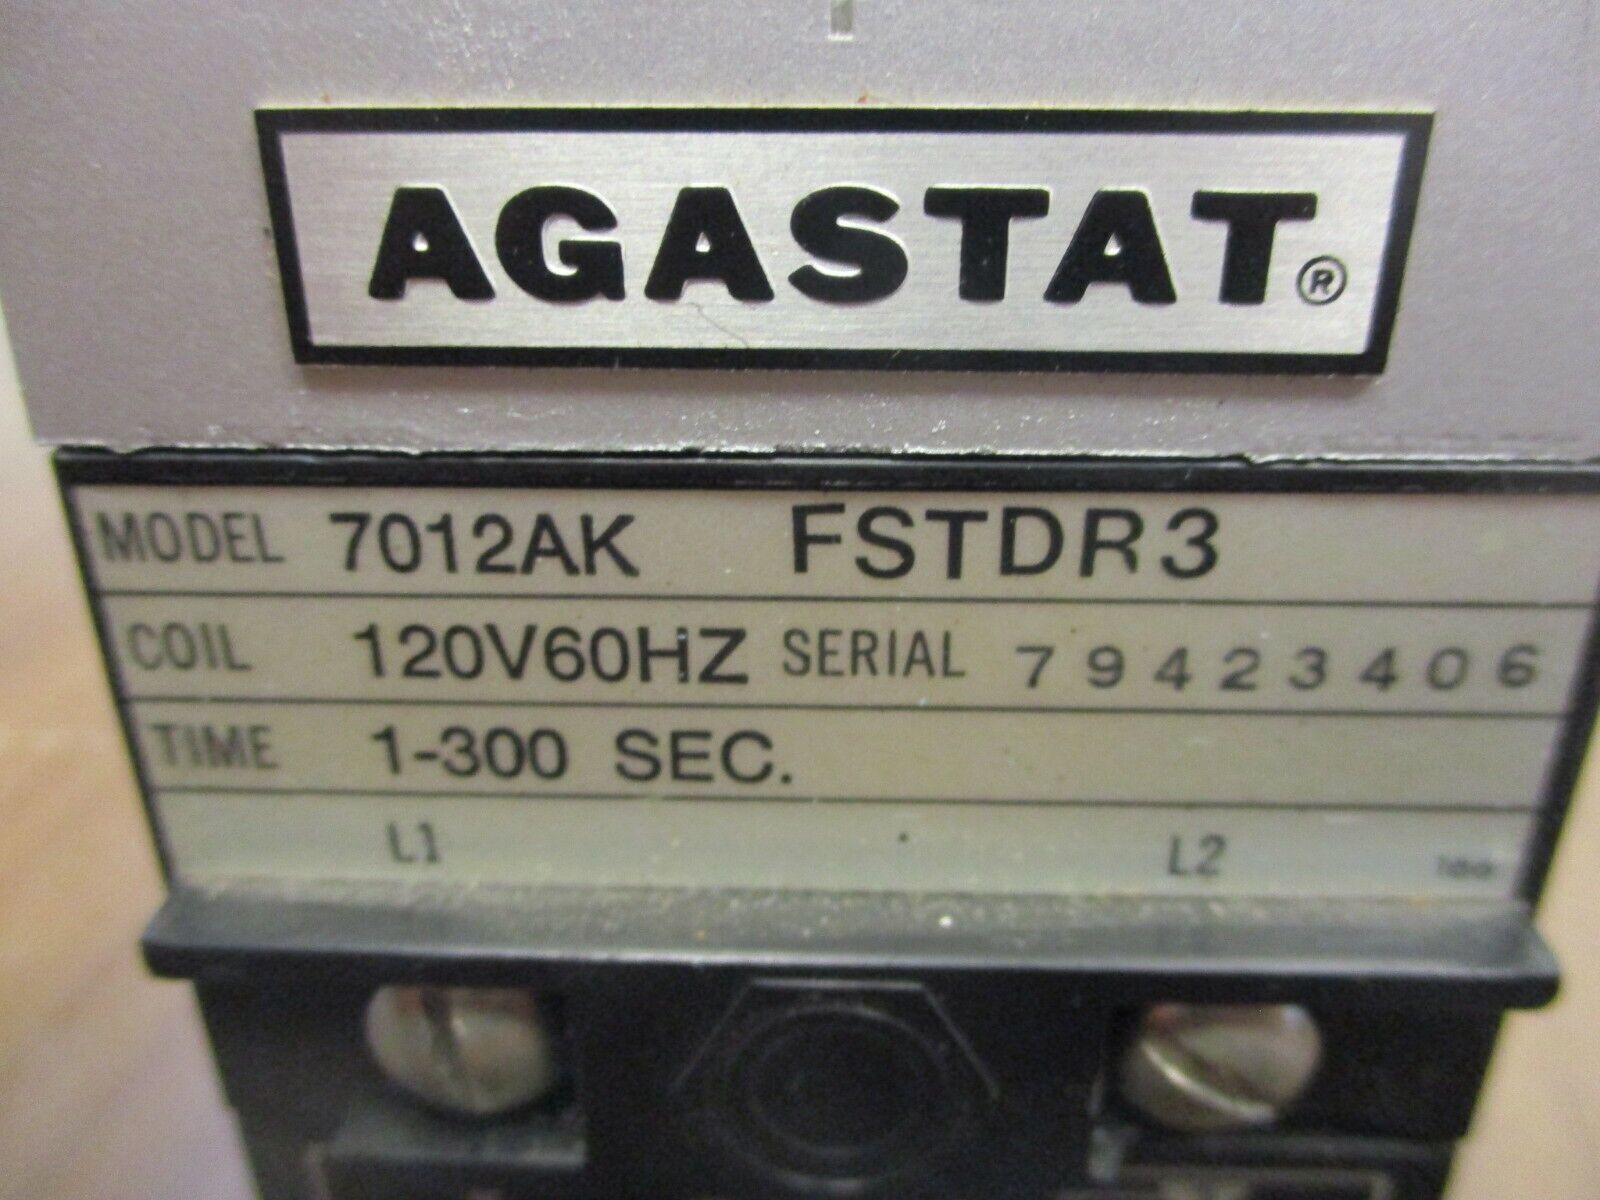 AGASTAT®
MODEL 7012AK FSTDR3
COIL 120V60HZ SERIAL 79423406
TIME 1-300 SEC.
L1 L2